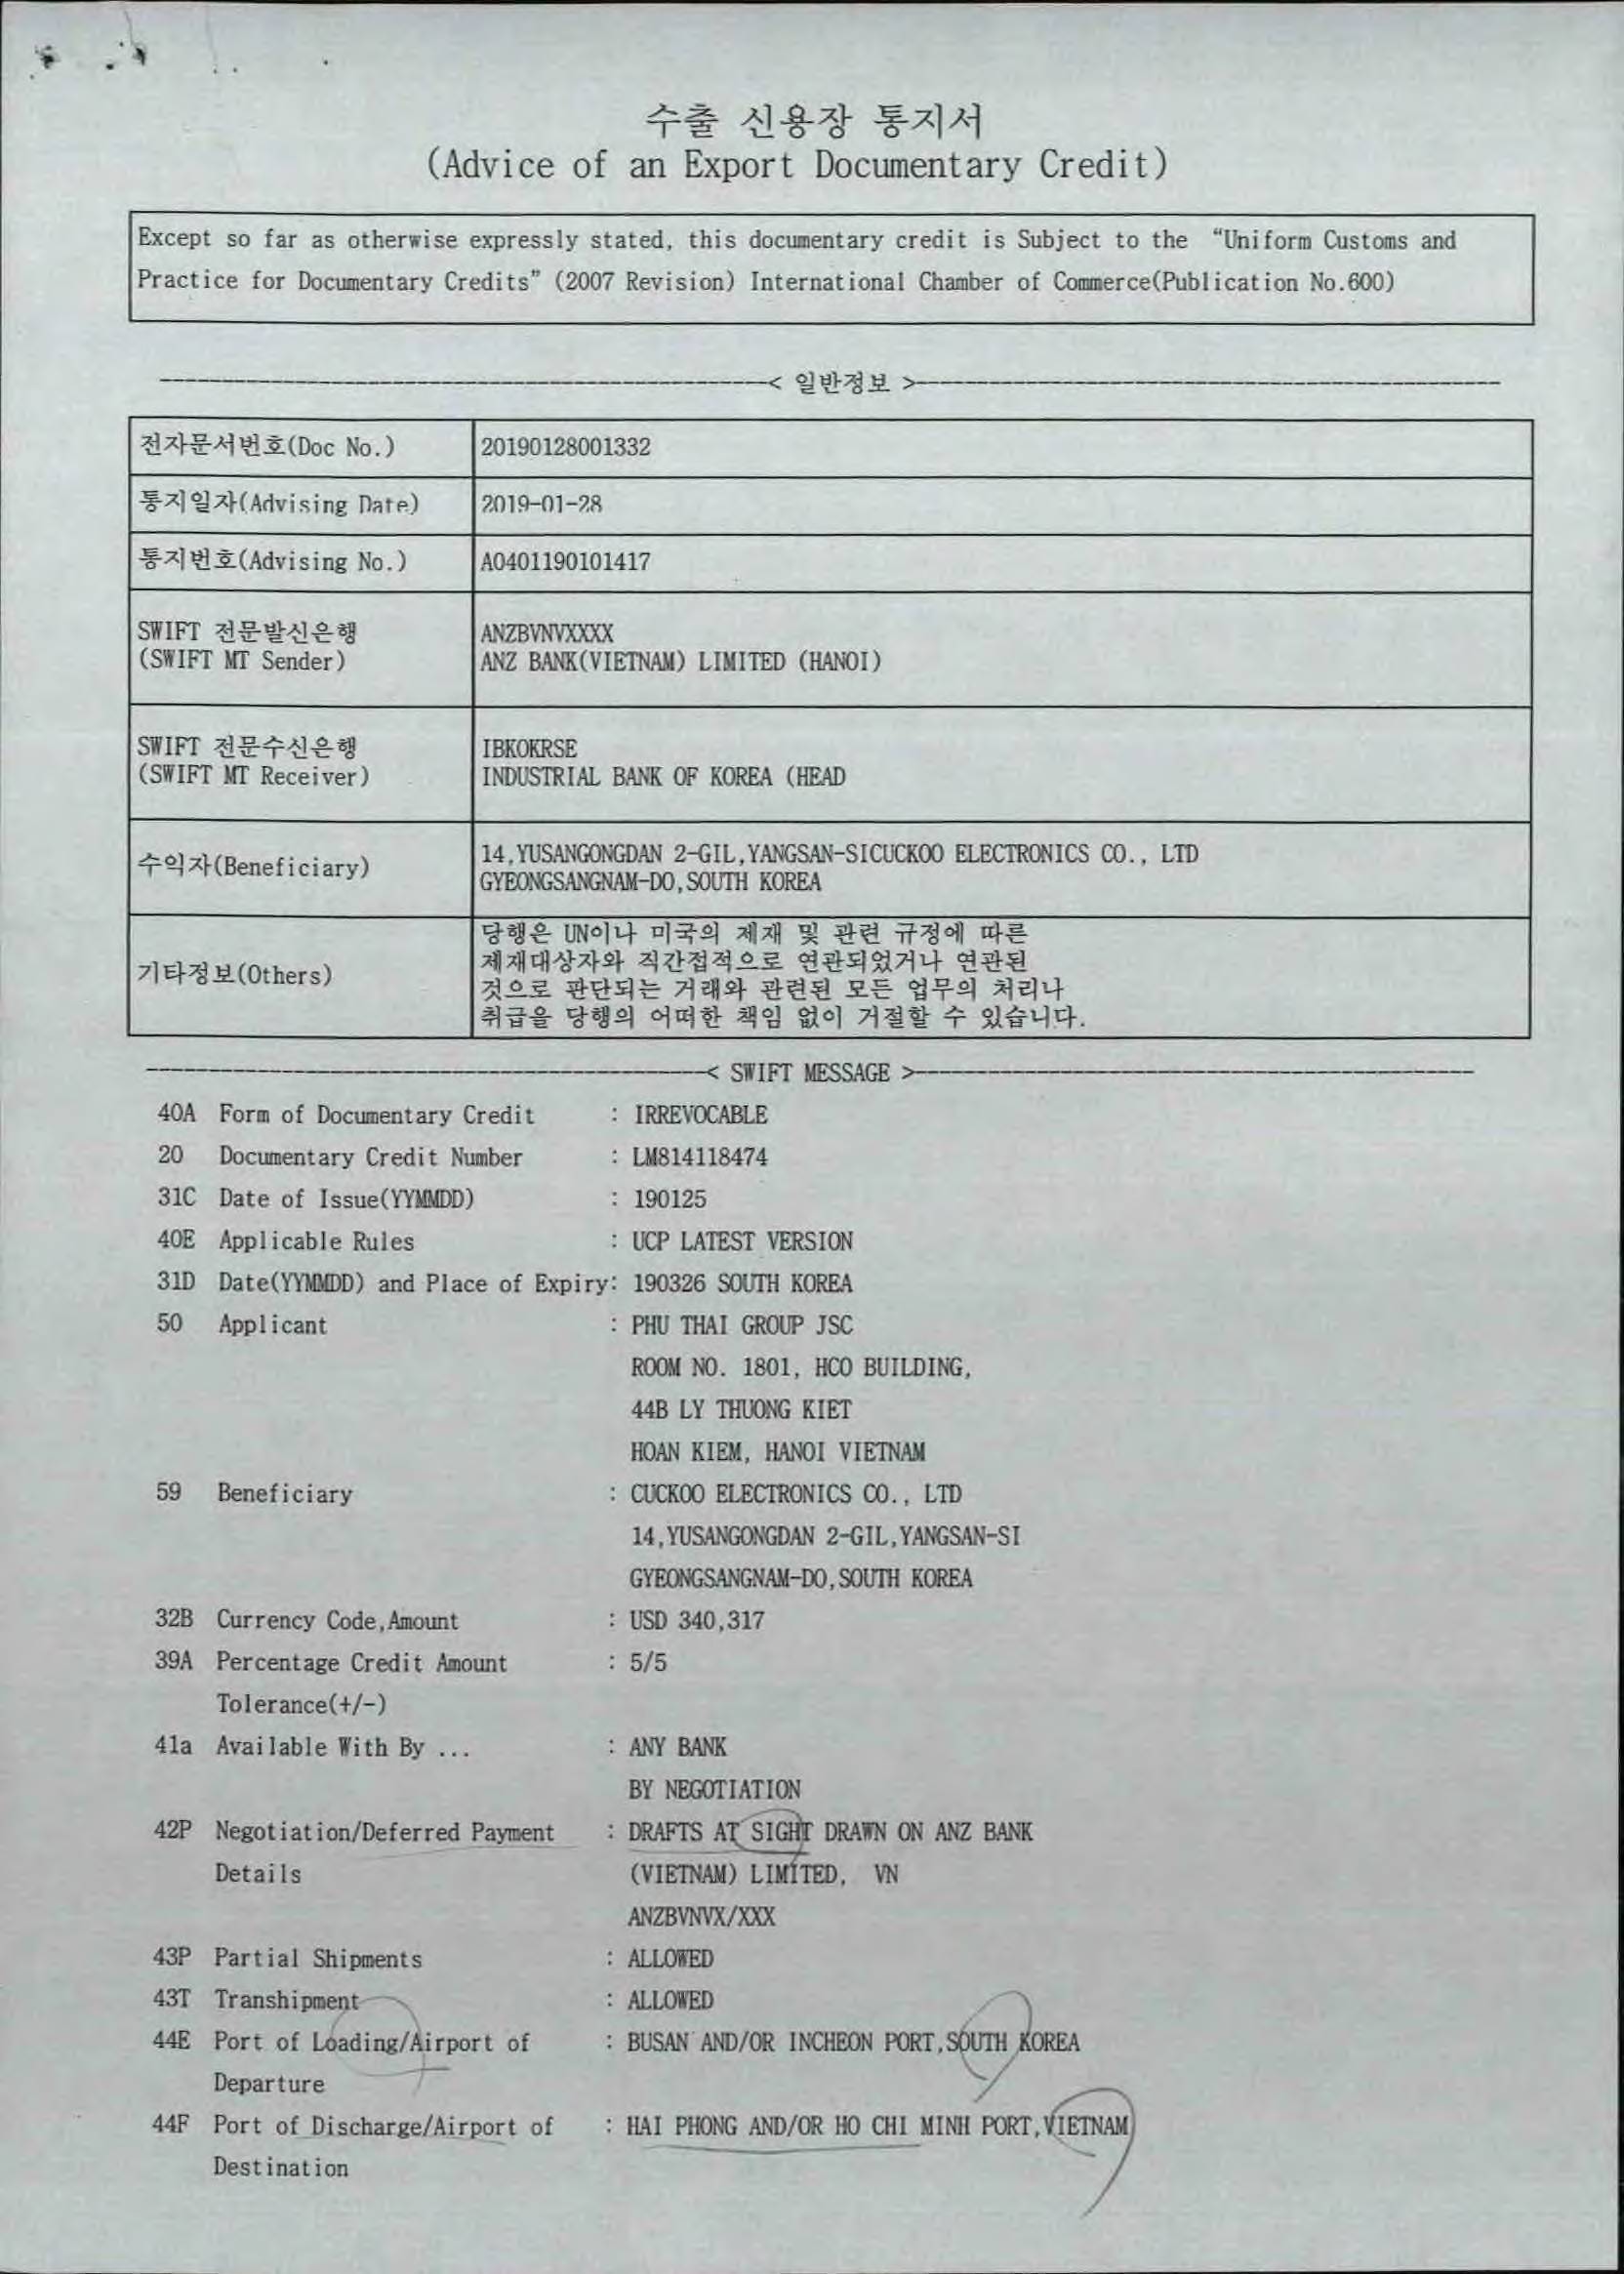 수출 신용장 통지서
(Advice of an Export Documentary Credit)
Except so far as otherwise expressly stated, this documentary credit is Subject to the “Uniform Customs and
Practice for Documentary Credits” (2007 Revision) International Chamber of Commerce(Publication No.600)
< 일반정보 >
전자문서번호(Doc No.) 20190128001332
통지일자(Advising Date) 2019-01-28
통지번호(Advising No.) A0401190101417
SWIFT 전문발신은행 ANZBVNVXXXX
(SWIFT MT Sender) ANZ BANK(VIETNAM) LIMITED (HANOI)
SWIFT 전문수신은행 IBKOKRSE
(SWIFT MT Receiver) INDUSTRIAL BANK OF KOREA (HEAD
수익자(Beneficiary) 14,YUSANGONGDAN 2-GIL,YANGSAN-SICUCKOO ELECTRONICS CO., LTD
GYEONGSANGNAM-DO,SOUTH KOREA
기타정보(Others) 당행은 UN이나 미국의 제재 및 관련 규정에 따른
제재대상자와 직간접적으로 연관되었거나 연관된
것으로 판단되는 거래와 관련된 모든 업무의 처리나
취급을 당행의 어떠한 책임 없이 거절할 수 있습니다.
< SWIFT MESSAGE >
40A Form of Documentary Credit : IRREVOCABLE
20 Documentary Credit Number : LM814118474
31C Date of Issue(YYMMDD) : 190125
40E Applicable Rules : UCP LATEST VERSION
31D Date(YYMMDD) and Place of Expiry: 190326 SOUTH KOREA
50 Applicant : PHU THAI GROUP JSC
ROOM NO. 1801, HCO BUILDING,
44B LY THUONG KIET
HOAN KIEM, HANOI VIETNAM
59 Beneficiary : CUCKOO ELECTRONICS CO., LTD
14,YUSANGONGDAN 2-GIL,YANGSAN-SI
GYEONGSANGNAM-DO,SOUTH KOREA
32B Currency Code,Amount : USD 340,317
39A Percentage Credit Amount : 5/5
Tolerance(+/-)
41a Available With By ... : ANY BANK
BY NEGOTIATION
42P Negotiation/Deferred Payment : DRAFTS AT SIGHT DRAWN ON ANZ BANK
Details (VIETNAM) LIMITED, VN
ANZBVNVX/XXX
43P Partial Shipments : ALLOWED
43T Transhipment : ALLOWED
44E Port of Loading/Airport of : BUSAN AND/OR INCHEON PORT,SOUTH KOREA
Departure
44F Port of Discharge/Airport of : HAI PHONG AND/OR HO CHI MINH PORT,VIETNAM
Destination